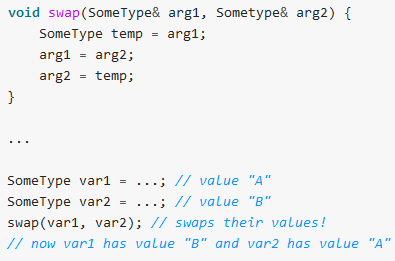 void swap(SomeType& arg1, Sometype& arg2) {
    SomeType temp = arg1;
    arg1 = arg2;
    arg2 = temp;
}
...
SomeType var1 = ...; // value "A"
SomeType var2 = ...; // value "B"
swap(var1, var2); // swaps their values!
// now var1 has value "B" and var2 has value "A"